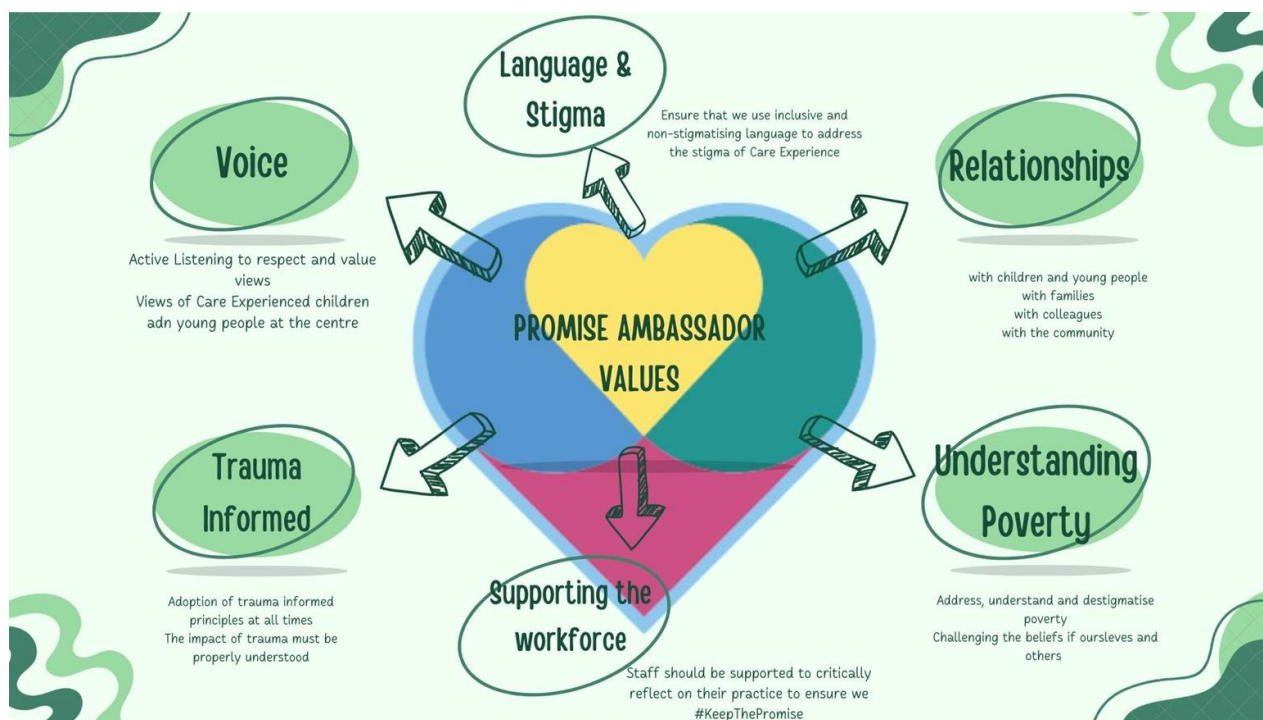 Language &
Stigma
Ensure that we use inclusive and
non-stigmatising language to address
the stigma of Care Experience
Voice
Active Listening to respect and value
views
Views of Care Experienced children
adn young people at the centre
Relationships
with children and young people
with families
with colleagues
with the community
PROMISE AMBASSADOR
VALUES
Trauma
Informed
Adoption of trauma informed
principles at all times
The impact of trauma must be
properly understood
Understanding
Poverty
Address, understand and destigmatise
poverty
Challenging the beliefs if oursleves and
others
Supporting the
workforce
Staff should be supported to critically
reflect on their practice to ensure we
#KeepThePromise